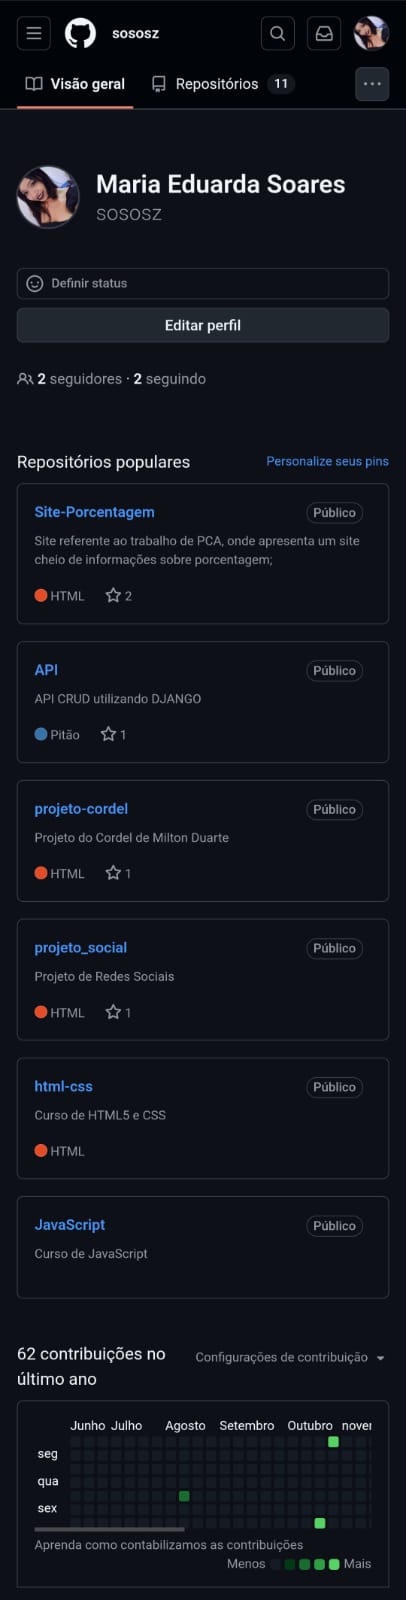 sososz
Visão geral
Repositórios 11
Maria Eduarda Soares
sososz
Definir status
Editar perfil
2 seguidores · 2 seguindo
Repositórios populares
Personalize seus pins
Site-Porcentagem
Público
Site referente ao trabalho de PCA, onde apresenta um site
cheio de informações sobre porcentagem;
HTML 2
API
Público
API CRUD utilizando DJANGO
Pitão 1
projeto-cordel
Público
Projeto do Cordel de Milton Duarte
HTML 1
projeto_social
Público
Projeto de Redes Sociais
HTML 1
html-css
Público
Curso de HTML5 e CSS
HTML
JavaScript
Público
Curso de JavaScript
62 contribuições no
último ano
Configurações de contribuição
Junho Julho Agosto Setembro Outubro nover
seg
qua
sex
Aprenda como contabilizamos as contribuições
Menos Mais